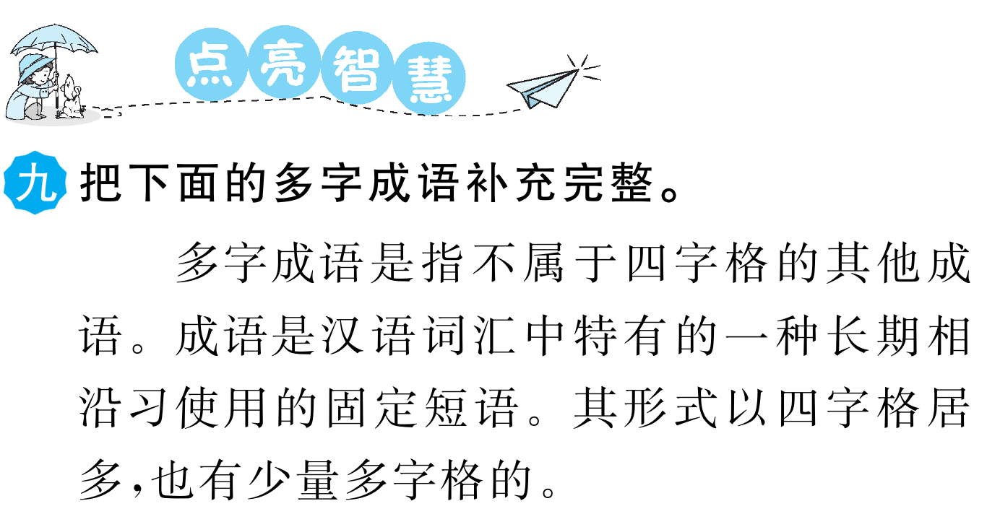 点亮智慧
九 把下面的多字成语补充完整。
多字成语是指不属于四字格的其他成
语。成语是汉语词汇中特有的一种长期相
沿习使用的固定短语。其形式以四字格居
多,也有少量多字格的。